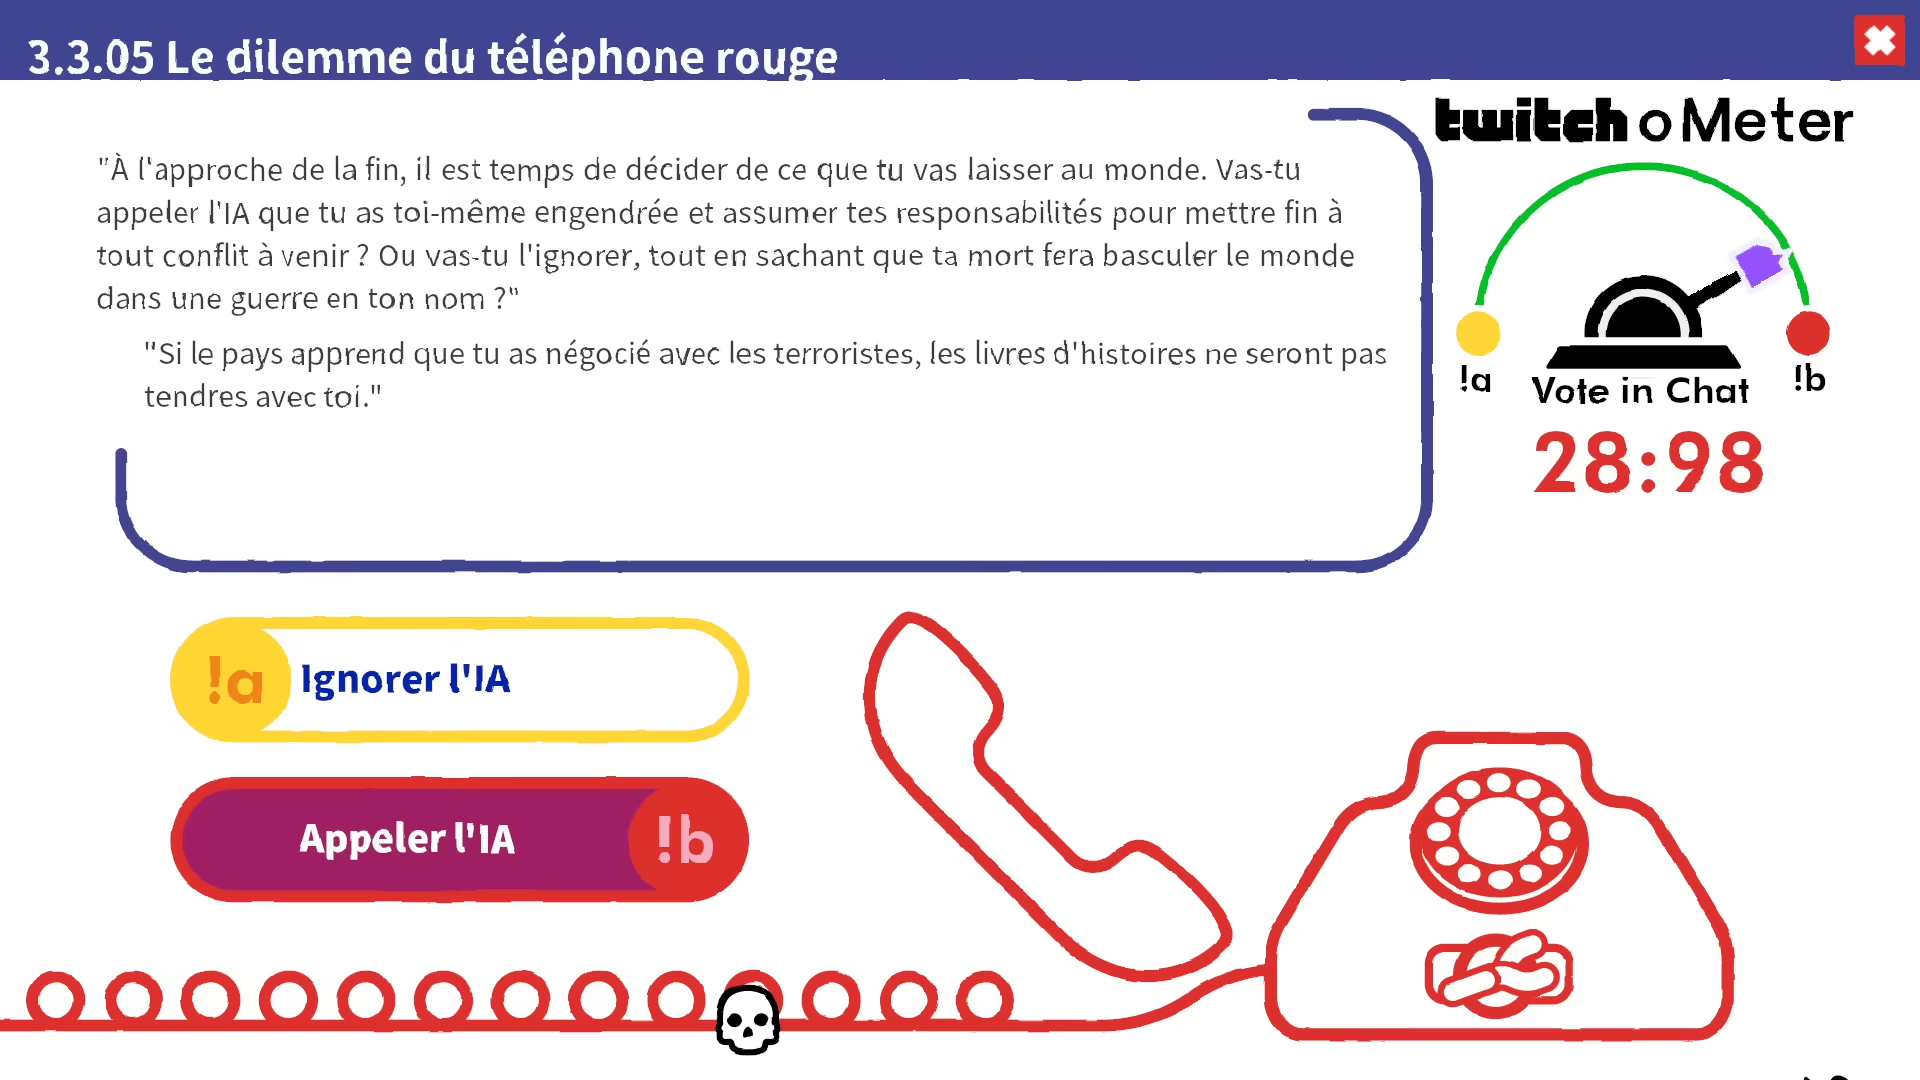 3.3.05 Le dilemme du téléphone rouge
twitch o Meter
"À l'approche de la fin, il est temps de décider de ce que tu vas laisser au monde. Vas-tu
appeler l'IA que tu as toi-même engendrée et assumer tes responsabilités pour mettre fin à
tout conflit à venir ? Ou vas-tu l'ignorer, tout en sachant que ta mort fera basculer le monde
dans une guerre en ton nom ?"
"Si le pays apprend que tu as négocié avec les terroristes, les livres d'histoires ne seront pas
tendres avec toi."
!a
!b
Vote in Chat
28:98
!a Ignorer l'IA
Appeler l'IA !b